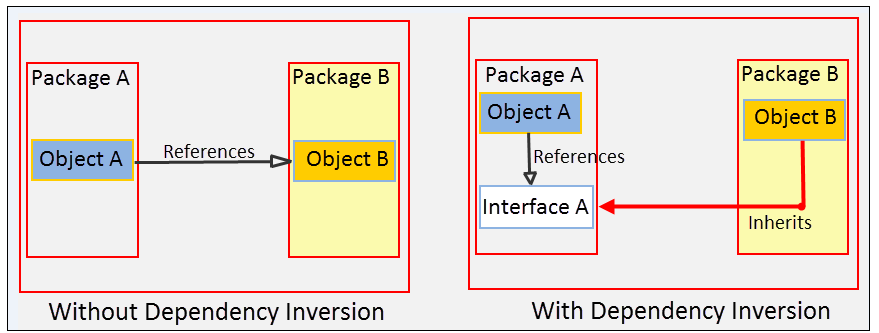 Package A
Object A
References
Package B
Object B
Without Dependency Inversion
Package A
Object A
References
Interface A
Package B
Object B
Inherits
With Dependency Inversion